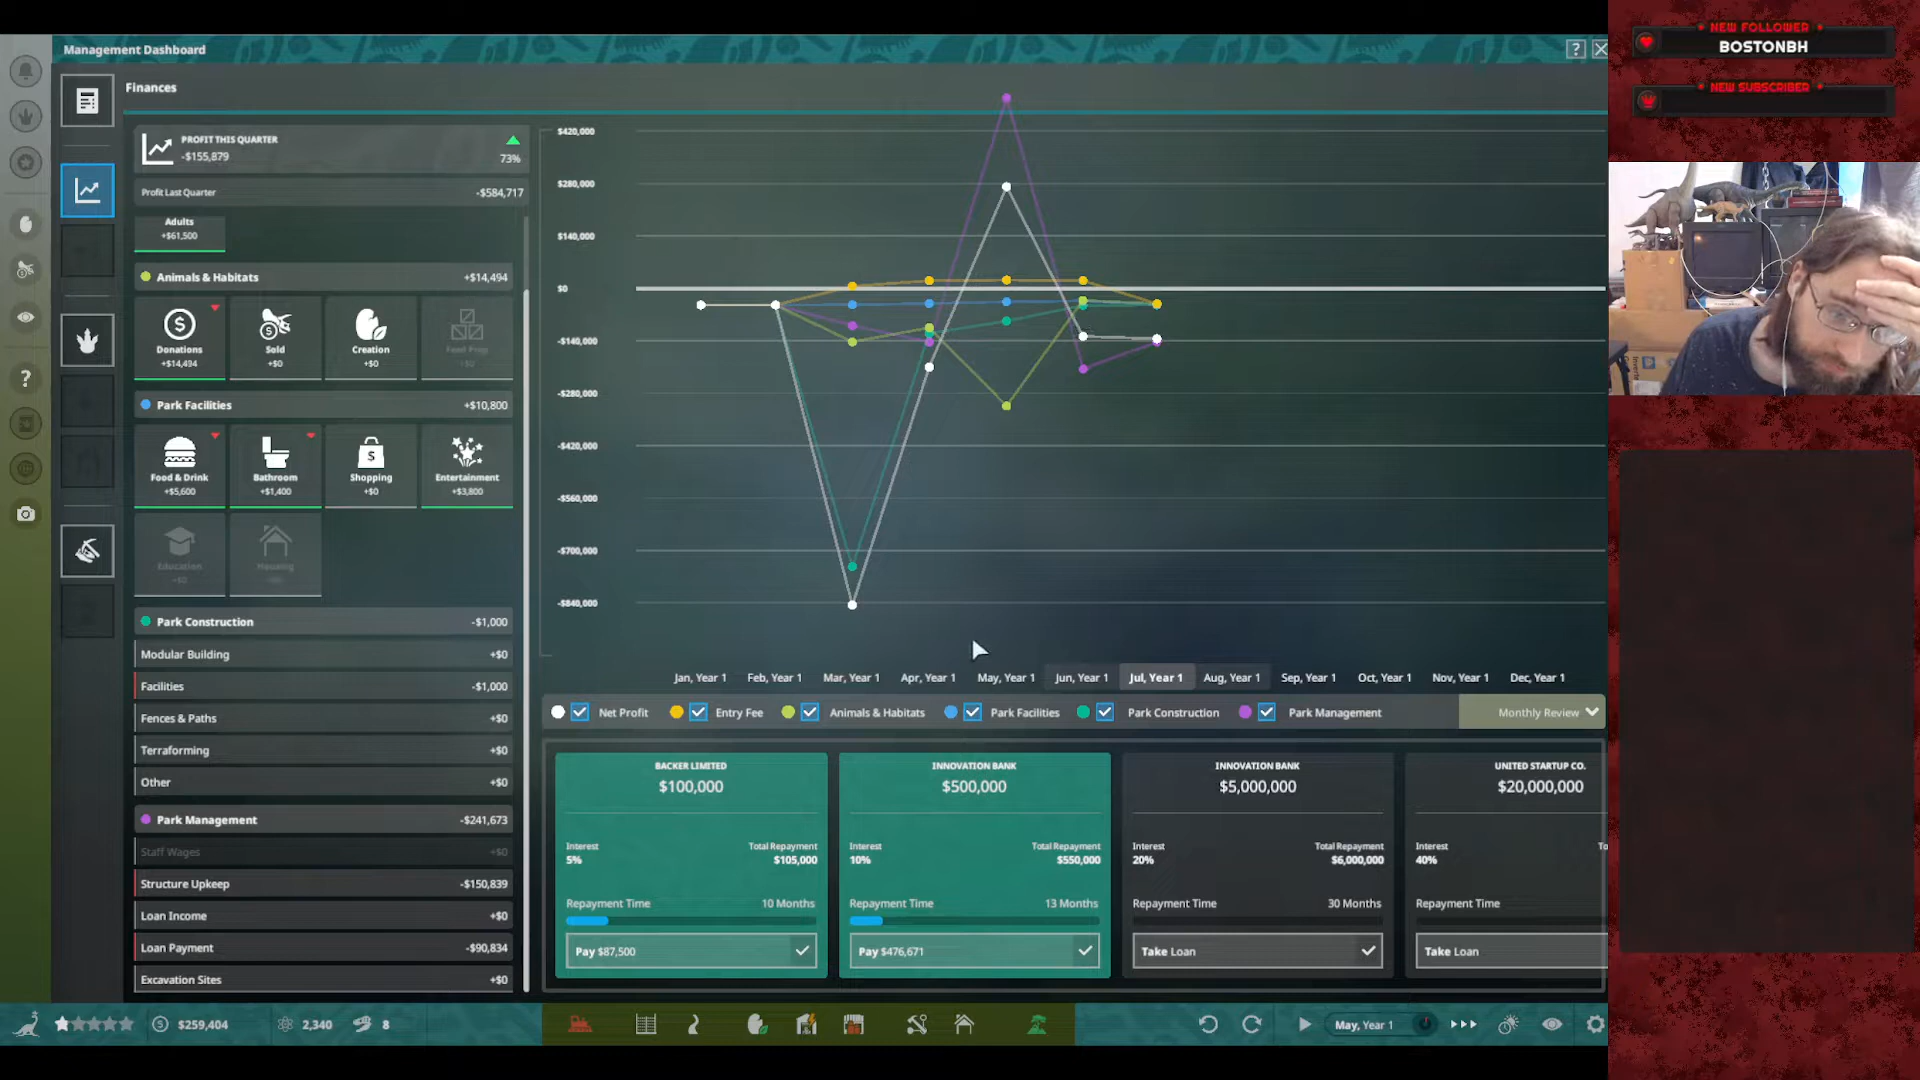 Management Dashboard
?
Finances
PROFIT THIS QUARTER
-$155,879
73%
Profit Last Quarter
-$584,717
Adults
+$61,500
Animals & Habitats
+$14,494
Donations
+$14,494
Sold
+$0
Creation
+$0
Food Prep
+$0
Park Facilities
+$10,800
Food & Drink
+$5,600
Bathroom
+$1,400
Shopping
+$0
Entertainment
+$3,800
Education
+$0
Housing
Park Construction
-$1,000
Modular Building
+$0
Facilities
-$1,000
Fences & Paths
+$0
Terraforming
+$0
Other
+$0
Park Management
-$241,673
Staff Wages
+$0
Structure Upkeep
-$150,839
Loan Income
+$0
Loan Payment
-$90,834
Excavation Sites
+$0
$420,000
$280,000
$140,000
$0
-$140,000
-$280,000
-$420,000
-$560,000
-$700,000
-$840,000
Jan, Year 1
Feb, Year 1
Mar, Year 1
Apr, Year 1
May, Year 1
Jun, Year 1
Jul, Year 1
Aug, Year 1
Sep, Year 1
Oct, Year 1
Nov, Year 1
Dec, Year 1
Net Profit
Entry Fee
Animals & Habitats
Park Facilities
Park Construction
Park Management
Monthly Review
BACKER LIMITED
$100,000
Interest
5%
Total Repayment
$105,000
Repayment Time
10 Months
Pay $87,500
INNOVATION BANK
$500,000
Interest
10%
Total Repayment
$550,000
Repayment Time
13 Months
Pay $476,671
INNOVATION BANK
$5,000,000
Interest
20%
Total Repayment
$6,000,000
Repayment Time
30 Months
Take Loan
UNITED STARTUP CO.
$20,000,000
Interest
40%
To
Repayment Time
Take Loan
$259,404
2,340
8
May, Year 1
NEW FOLLOWER
BOSTONBH
NEW SUBSCRIBER